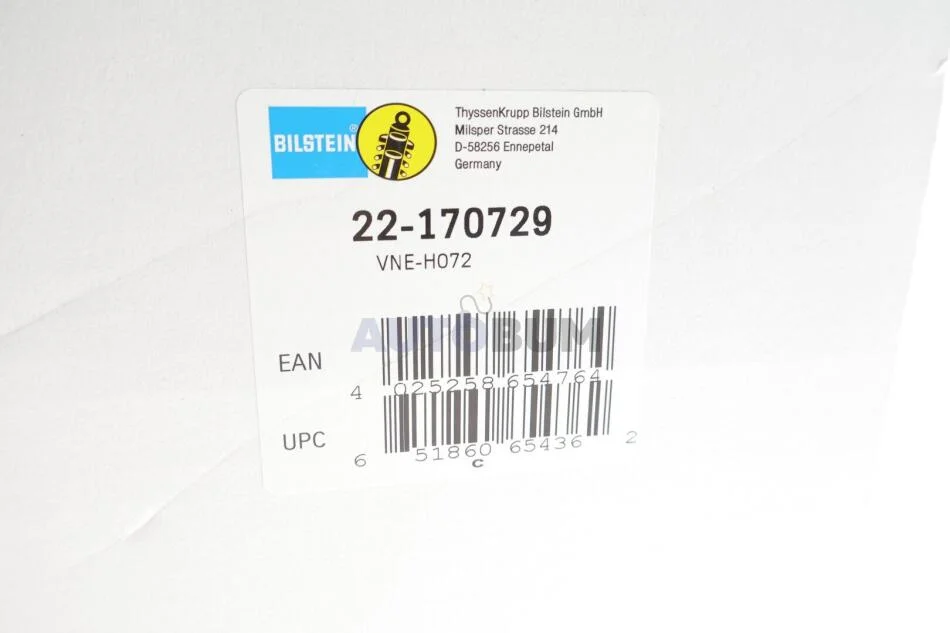 BILSTEIN®
ThyssenKrupp Bilstein GmbH
Milsper Strasse 214
D-58256 Ennepetal
Germany
22-170729
VNE-H072
AUTOBUM
EAN
4 025258 654764
UPC
6 51860 65436 2
C